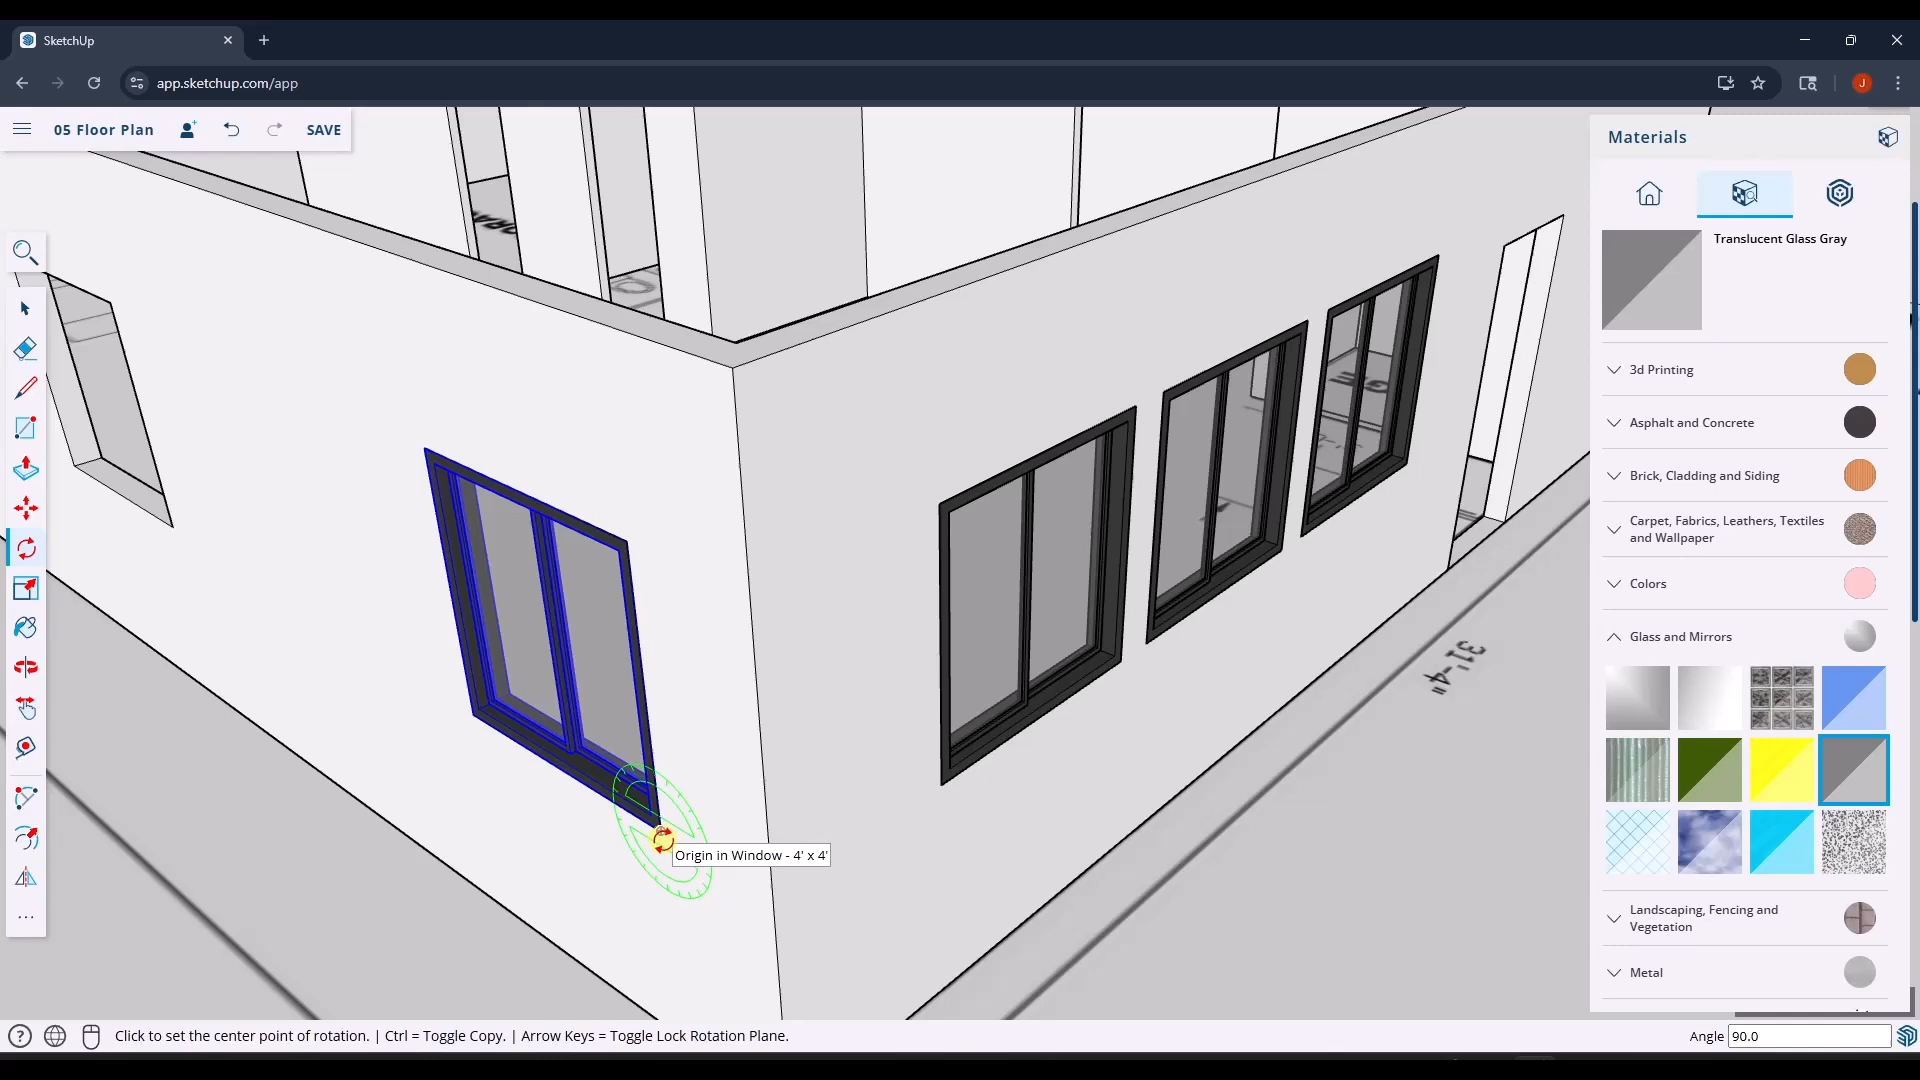 SketchUp
app.sketchup.com/app
J
05 Floor Plan
SAVE
Materials
Translucent Glass Gray
3d Printing
Asphalt and Concrete
Brick, Cladding and Siding
Carpet, Fabrics, Leathers, Textiles
and Wallpaper
Colors
Glass and Mirrors
31'-4"
Origin in Window - 4' x 4'
Landscaping, Fencing and
Vegetation
Metal
Click to set the center point of rotation. | Ctrl = Toggle Copy. | Arrow Keys = Toggle Lock Rotation Plane.
Angle 90.0